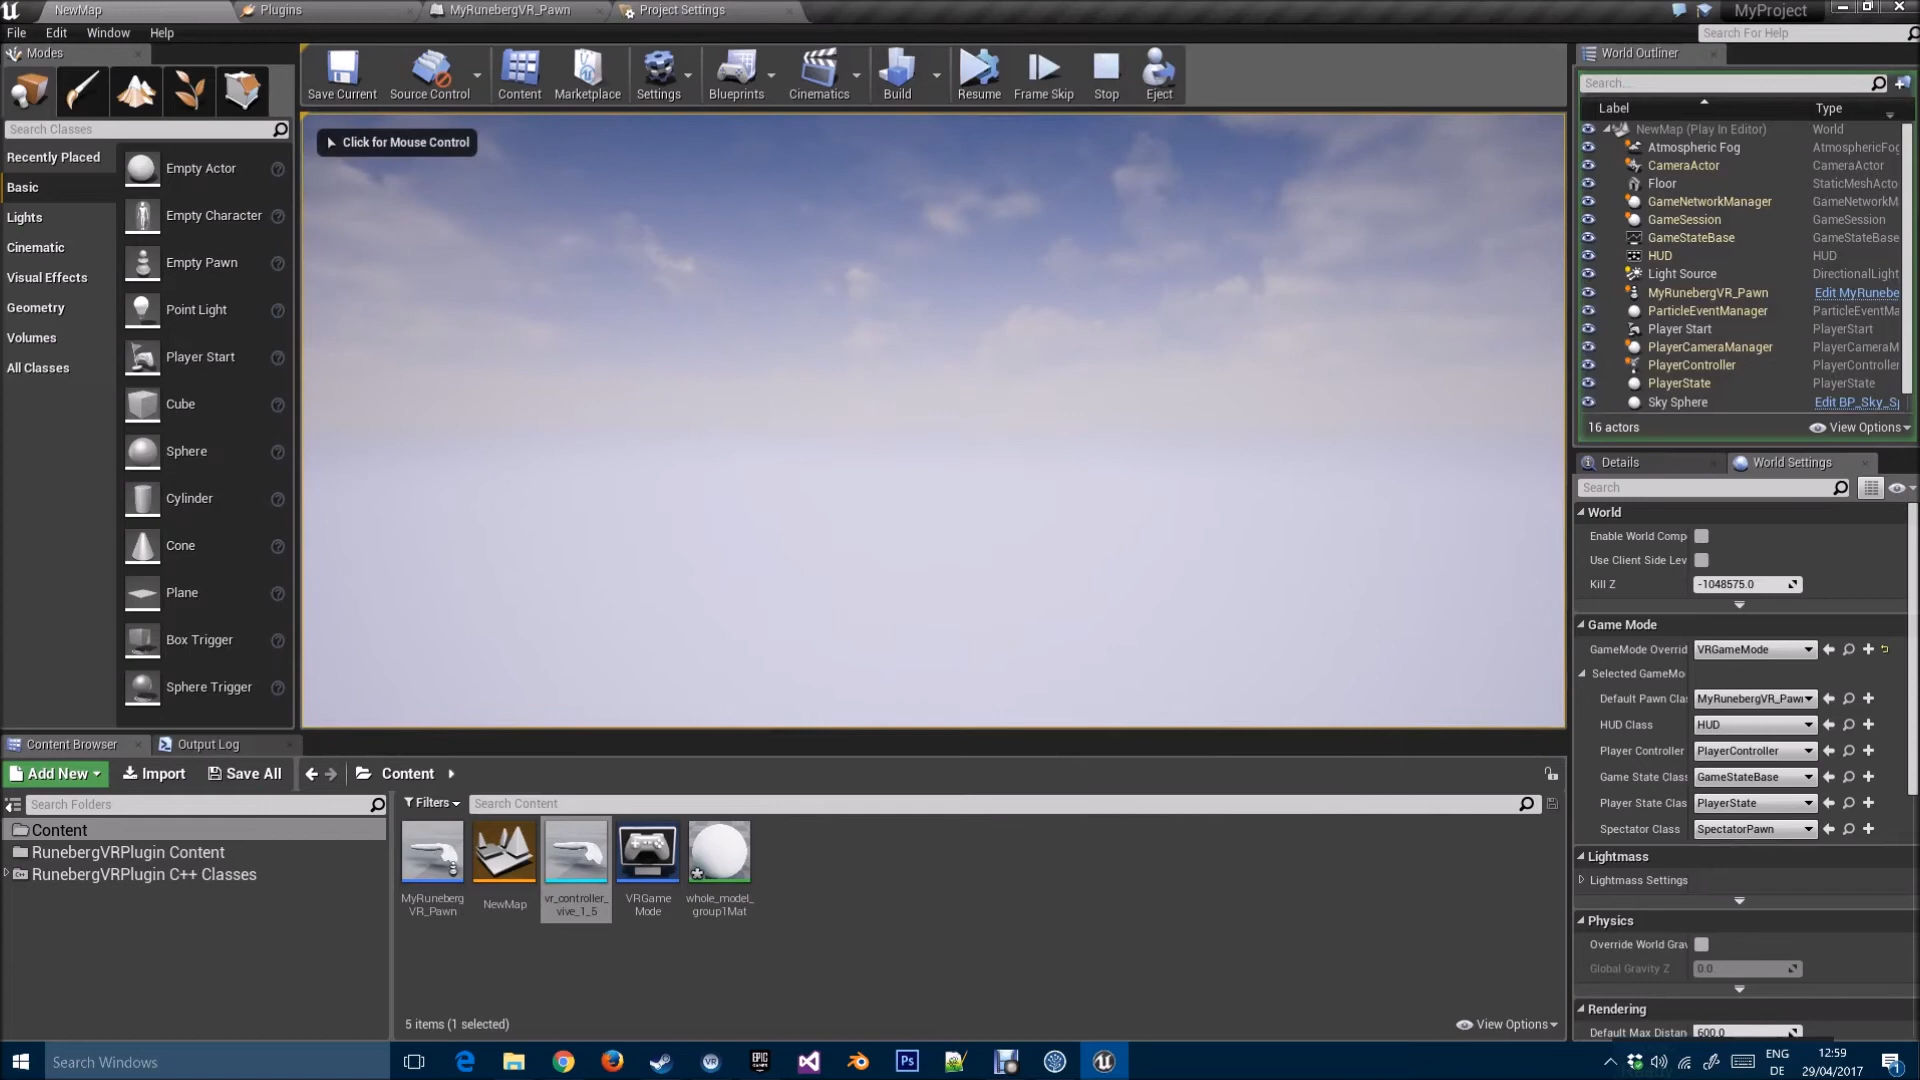 NewMap
Plugins
MyRunebergVR_Pawn
Project Settings
MyProject
File
Edit
Window
Help
Search For Help
Modes
Save Current
Source Control
Content
Marketplace
Settings
Blueprints
Cinematics
Build
Resume
Frame Skip
Stop
Eject
World Outliner
Search...
Label
Type
Search Classes
Recently Placed
Basic
Lights
Cinematic
Visual Effects
Geometry
Volumes
All Classes
Empty Actor
Empty Character
Empty Pawn
Point Light
Player Start
Cube
Sphere
Cylinder
Cone
Plane
Box Trigger
Sphere Trigger
Click for Mouse Control
NewMap (Play In Editor) World
Atmospheric Fog AtmosphericFog
CameraActor CameraActor
Floor StaticMeshActo
GameNetworkManager GameNetworkM
GameSession GameSession
GameStateBase GameStateBase
HUD HUD
Light Source DirectionalLight
MyRunebergVR_Pawn Edit MyRunebe
ParticleEventManager ParticleEventMa
Player Start PlayerStart
PlayerCameraManager PlayerCameraM
PlayerController PlayerController
PlayerState PlayerState
Sky Sphere Edit BP_Sky_Sp
16 actors
View Options
Details
World Settings
Search
World
Enable World Comp
Use Client Side Lev
Kill Z -1048575.0
Game Mode
GameMode Overrid VRGameMode
Selected GameMo
Default Pawn Clas MyRunebergVR_Pawn
HUD Class HUD
Player Controller PlayerController
Game State Class GameStateBase
Player State Clas PlayerState
Spectator Class SpectatorPawn
Lightmass
Lightmass Settings
Physics
Override World Grav
Global Gravity Z 0.0
Rendering
Default Max Distan 600.0
Content Browser
Output Log
Add New
Import
Save All
Content
Search Folders
Filters
Search Content
Content
RunebergVRPlugin Content
RunebergVRPlugin C++ Classes
MyRuneberg
VR_Pawn
NewMap
vr_controller_
vive_1_5
VRGame
Mode
whole_model_
group1Mat
5 items (1 selected)
View Options
Search Windows
VR
EPIC
GAMES
Ps
ENG
DE
12:59
29/04/2017
1